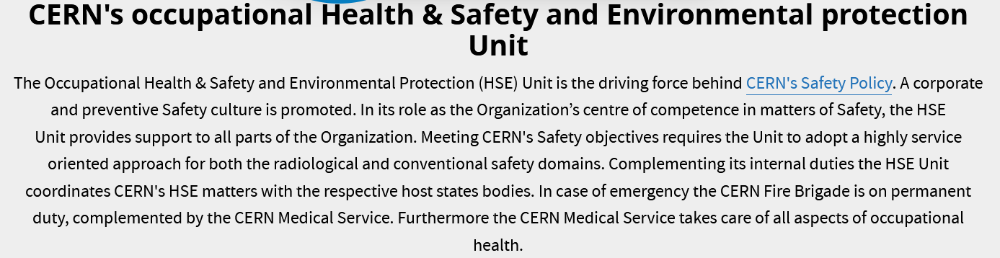 CERN's occupational Health & Safety and Environmental protection
Unit
The Occupational Health & Safety and Environmental Protection (HSE) Unit is the driving force behind CERN's Safety Policy. A corporate
and preventive Safety culture is promoted. In its role as the Organization’s centre of competence in matters of Safety, the HSE
Unit provides support to all parts of the Organization. Meeting CERN's Safety objectives requires the Unit to adopt a highly service
oriented approach for both the radiological and conventional safety domains. Complementing its internal duties the HSE Unit
coordinates CERN's HSE matters with the respective host states bodies. In case of emergency the CERN Fire Brigade is on permanent
duty, complemented by the CERN Medical Service. Furthermore the CERN Medical Service takes care of all aspects of occupational
health.